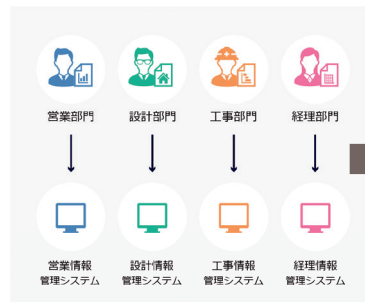 営業部門 設計部門 工事部門 経理部門
営業情報 設計情報 工事情報 経理情報
管理システム 管理システム 管理システム 管理システム